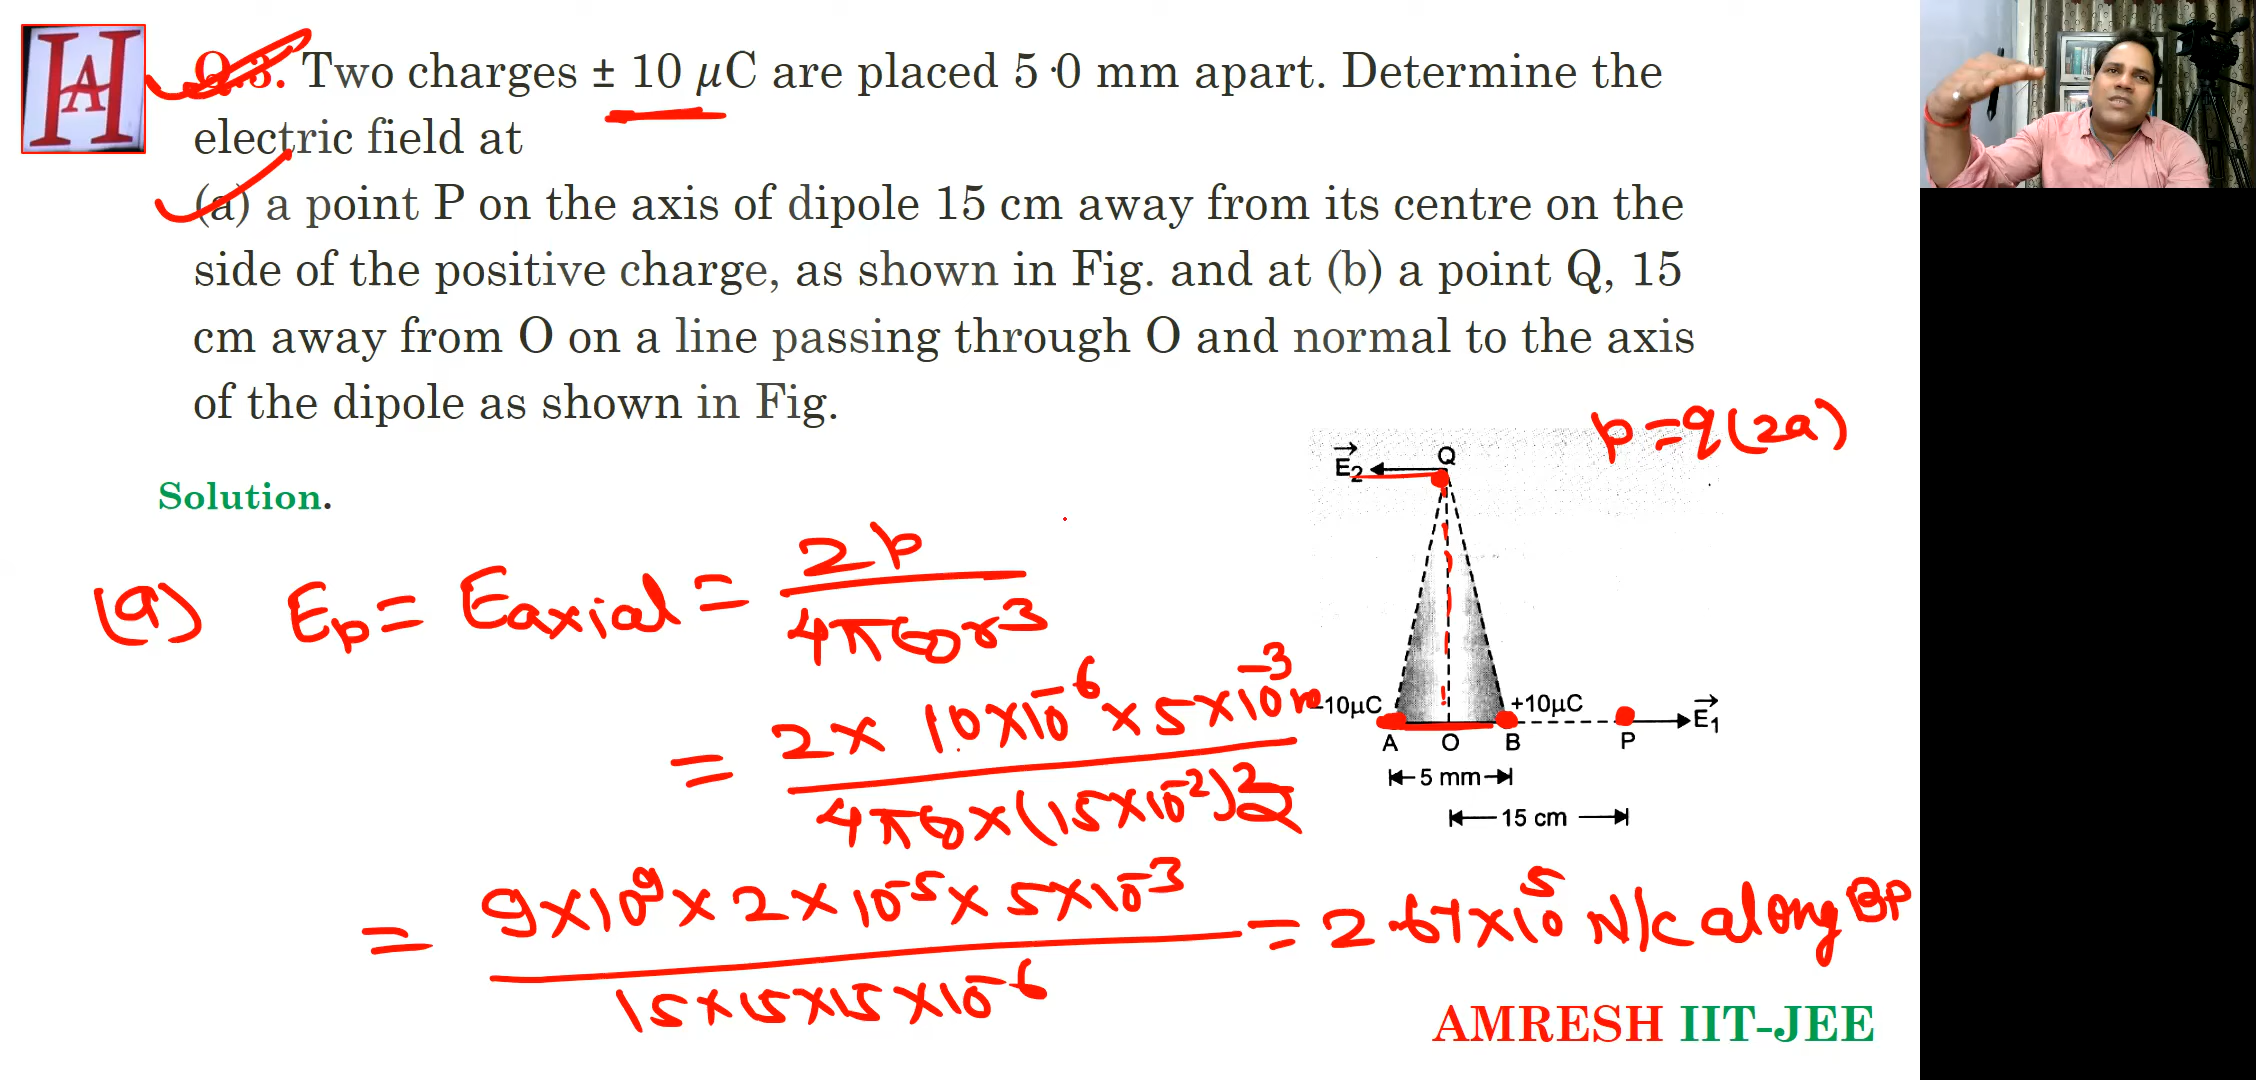 HA
Q.3. Two charges ± 10 μC are placed 5·0 mm apart. Determine the
electric field at
(a) a point P on the axis of dipole 15 cm away from its centre on the
side of the positive charge, as shown in Fig. and at (b) a point Q, 15
cm away from O on a line passing through O and normal to the axis
of the dipole as shown in Fig.
p = q(2a)
E₂ Q
Solution.
(a) Ep = Eaxial = 2p / 4πε₀r³
= 2 × 10×10⁻⁶ × 5×10⁻³m / 4πε₀×(15×10⁻²)³
-10μC +10μC E₁
A O B P
5 mm
15 cm
= 9×10⁹ × 2 × 10⁻⁵ × 5×10⁻³ / 15×15×15×10⁻⁶ = 2.67×10⁵ N/C along BP
AMRESH IIT-JEE